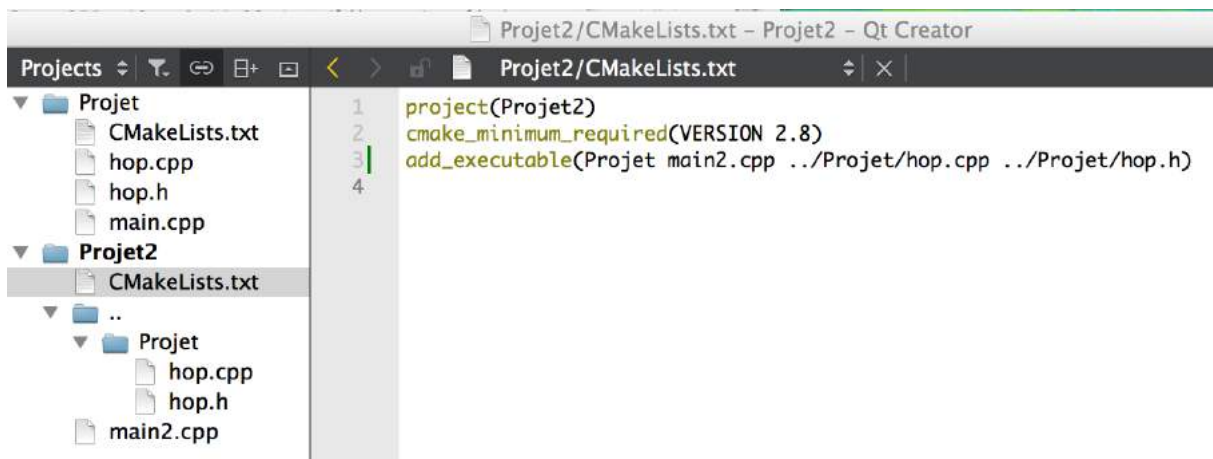 Projet2/CMakeLists.txt – Projet2 – Qt Creator
Projects Projet2/CMakeLists.txt
Projet
CMakeLists.txt
hop.cpp
hop.h
main.cpp
Projet2
CMakeLists.txt
..
Projet
hop.cpp
hop.h
main2.cpp
1 project(Projet2)
2 cmake_minimum_required(VERSION 2.8)
3 add_executable(Projet main2.cpp ../Projet/hop.cpp ../Projet/hop.h)
4